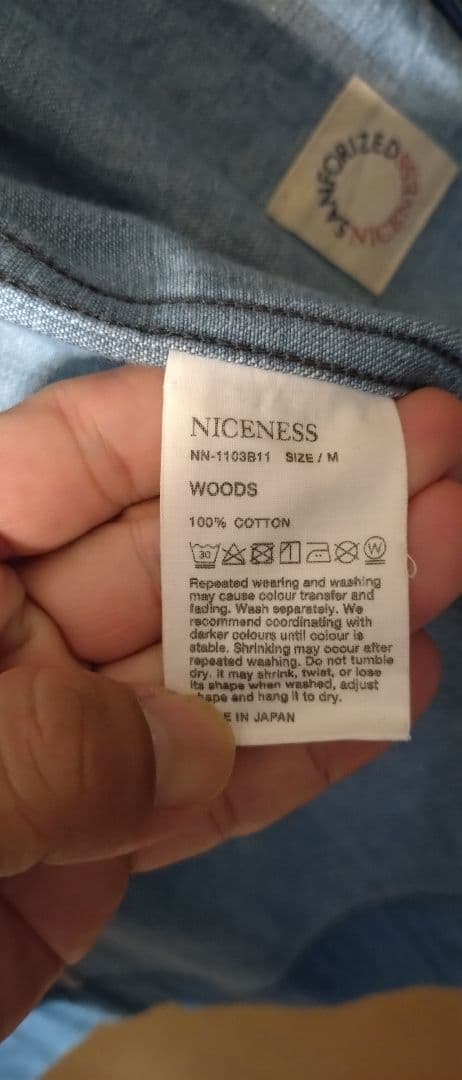 SANFORIZED
NICENESS
NICENESS
NN-1103B11 SIZE / M
WOODS
100% COTTON
30 W
Repeated wearing and washing
may cause colour transfer and
fading. Wash separately. We
recommend coordinating with
darker colours until colour is
stable. Shrinking may occur after
repeated washing. Do not tumble
dry. It may shrink, twist, or lose
its shape when washed, adjust
shape and hang it to dry.
E IN JAPAN